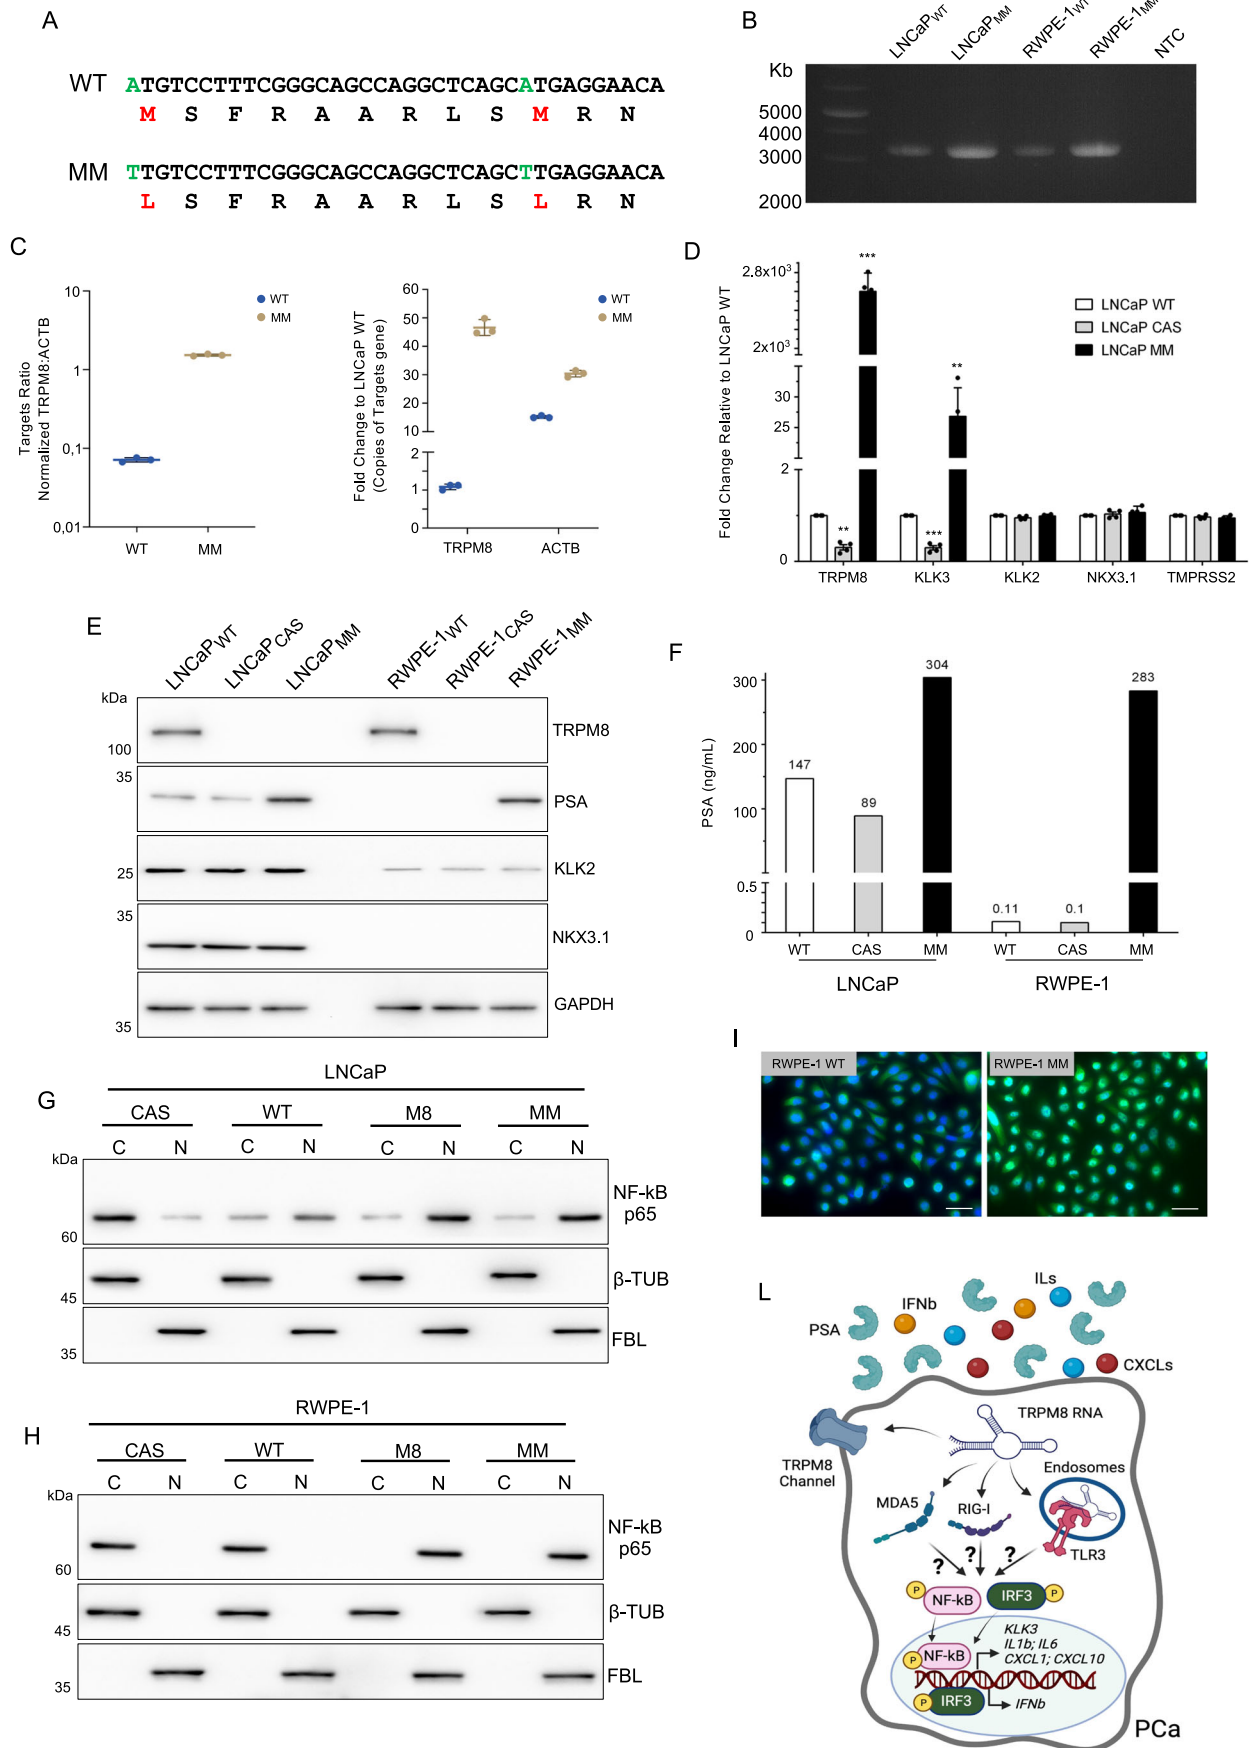 A
WT ATGTCCTTTCGGGCAGCCAGGCTCAGCATGAGGAACA
M S F R A A R L S M R N
MM TTGTCCTTTCGGGCAGCCAGGCTCAGCTTGAGGAACA
L S F R A A R L S L R N
B
LNCaPWT LNCaPMM RWPE-1WT RWPE-1MM NTC
Kb
5000
4000
3000
2000
C
Targets Ratio
Normalized TRPM8:ACTB
10
1
0,1
0,01
WT MM
WT
MM
Fold Change to LNCaP WT
(Copies of Targets gene)
60
50
40
30
20
10
2
1
0
TRPM8 ACTB
WT
MM
D
Fold Change Relative to LNCaP WT
2.8x10³
2x10³
30
25
2
1
0
*** ** ** ***
LNCaP WT
LNCaP CAS
LNCaP MM
TRPM8 KLK3 KLK2 NKX3.1 TMPRSS2
E
LNCaPWT LNCaPCAS LNCaPMM RWPE-1WT RWPE-1CAS RWPE-1MM
kDa
100 TRPM8
35 PSA
25 KLK2
35 NKX3.1
35 GAPDH
F
PSA (ng/mL)
300
200
100
0.5
0
147 89 304 0.11 0.1 283
WT CAS MM WT CAS MM
LNCaP RWPE-1
G
LNCaP
CAS WT M8 MM
C N C N C N C N
kDa
60 NF-kB
p65
45 β-TUB
35 FBL
H
RWPE-1
CAS WT M8 MM
C N C N C N C N
kDa
60 NF-kB
p65
45 β-TUB
35 FBL
I
RWPE-1 WT RWPE-1 MM
L
ILs
IFNb
PSA
CXCLs
TRPM8 RNA
TRPM8
Channel
Endosomes
MDA5 RIG-I
TLR3
? ? ?
P NF-kB IRF3 P
KLK3
IL1b; IL6
CXCL1; CXCL10
P NF-kB
P IRF3 IFNb
PCa